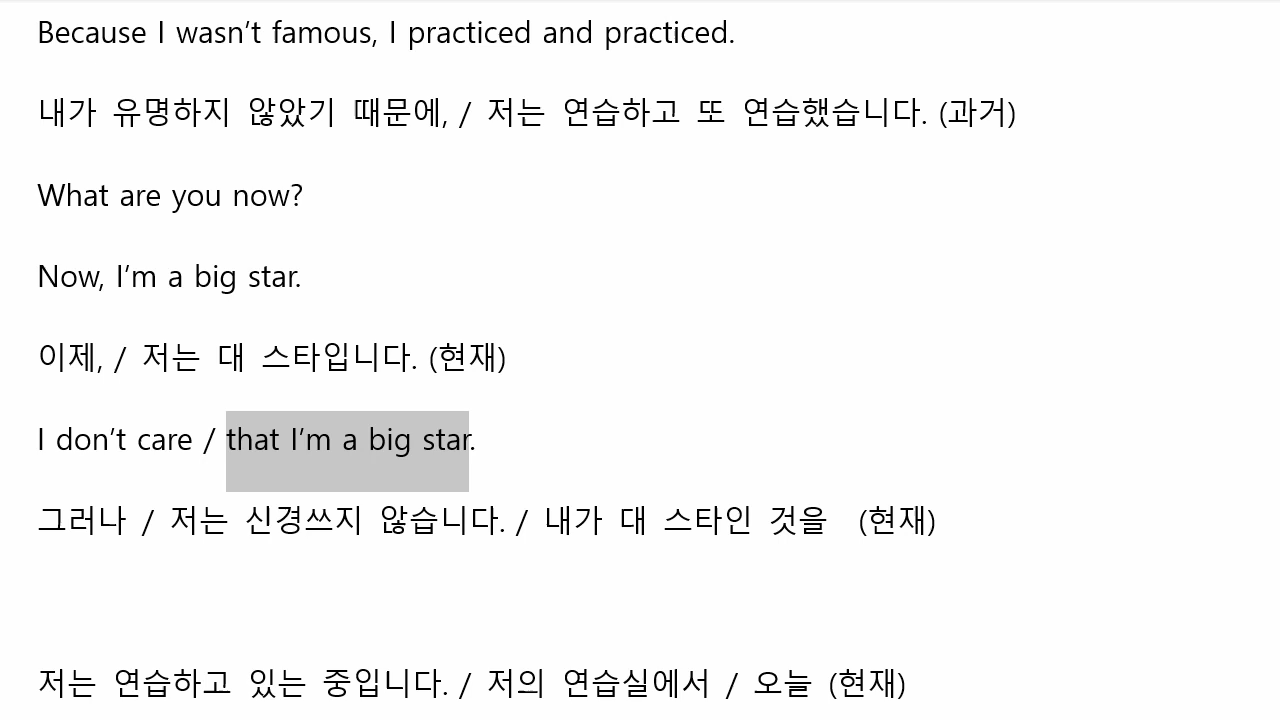 Because I wasn’t famous, I practiced and practiced.
내가 유명하지 않았기 때문에, / 저는 연습하고 또 연습했습니다. (과거)
What are you now?
Now, I’m a big star.
이제, / 저는 대 스타입니다. (현재)
I don’t care / that I’m a big star.
그러나 / 저는 신경쓰지 않습니다. / 내가 대 스타인 것을 (현재)
저는 연습하고 있는 중입니다. / 저의 연습실에서 / 오늘 (현재)